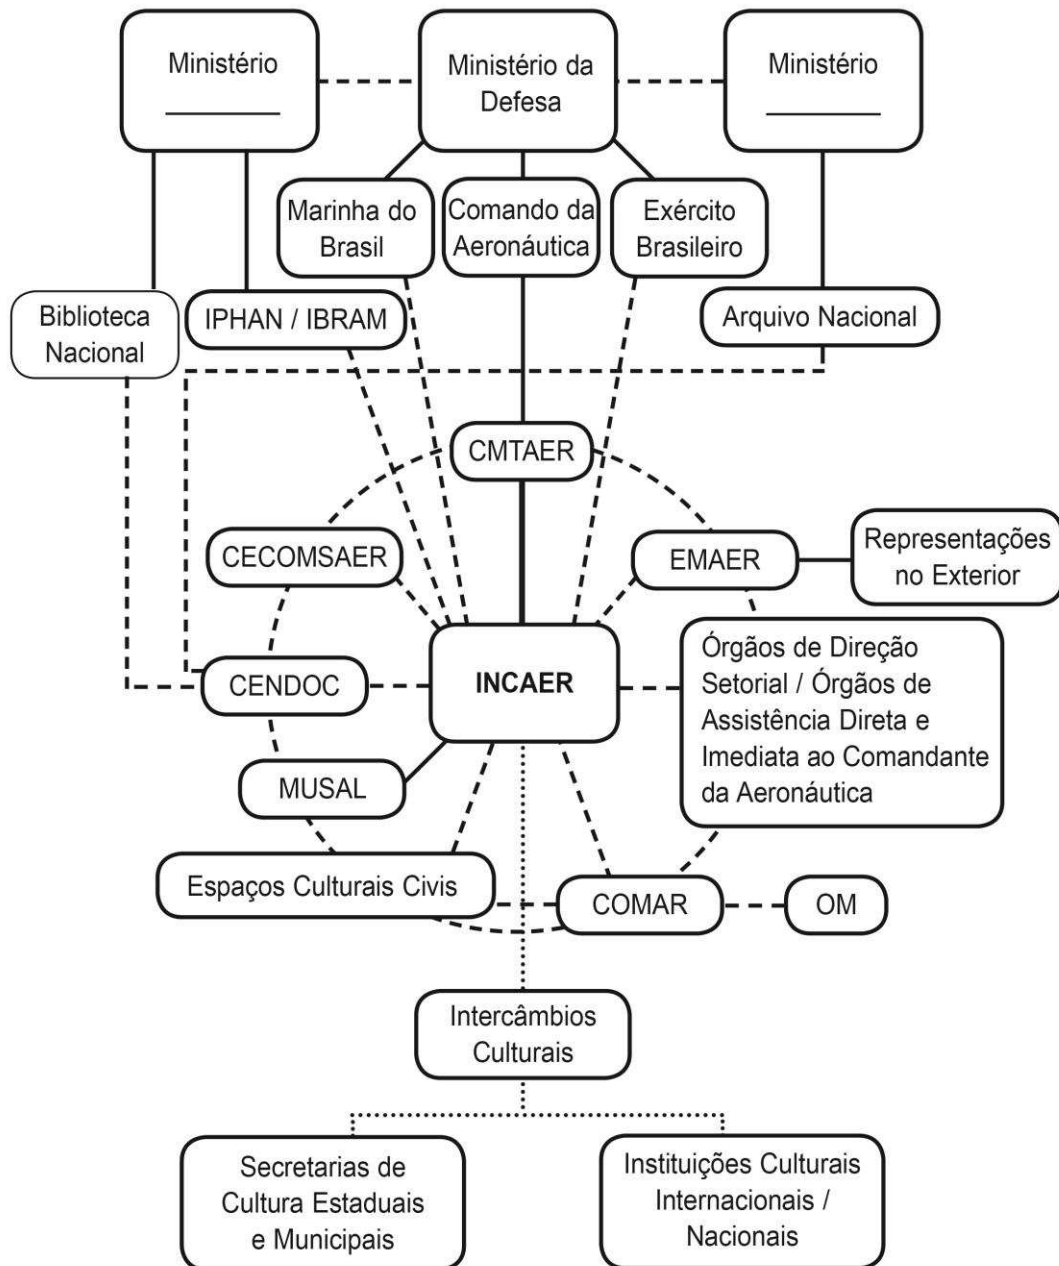 Ministério
Ministério da
Defesa
Ministério
Marinha do
Brasil
Comando da
Aeronáutica
Exército
Brasileiro
Biblioteca
Nacional
IPHAN / IBRAM
Arquivo Nacional
CMTAER
CECOMSAER
EMAER
Representações
no Exterior
INCAER
CENDOC
Órgãos de Direção
Setorial / Órgãos de
Assistência Direta e
Imediata ao Comandante
da Aeronáutica
MUSAL
Espaços Culturais Civis
COMAR
OM
Intercâmbios
Culturais
Secretarias de
Cultura Estaduais
e Municipais
Instituições Culturais
Internacionais /
Nacionais